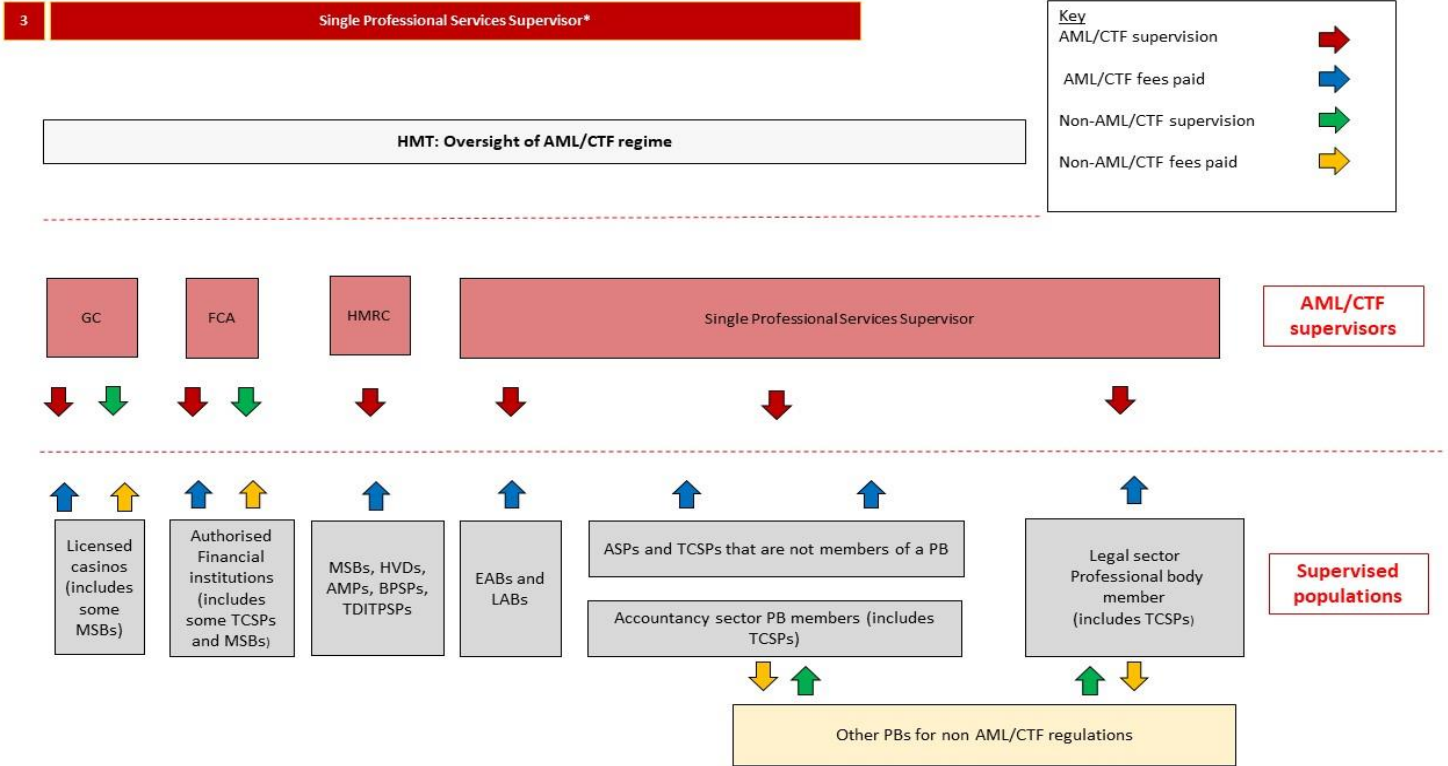 3
Single Professional Services Supervisor*
Key
AML/CTF supervision
AML/CTF fees paid
Non-AML/CTF supervision
Non-AML/CTF fees paid
HMT: Oversight of AML/CTF regime
GC
FCA
HMRC
Single Professional Services Supervisor
AML/CTF
supervisors
Licensed
casinos
(includes
some
MSBs)
Authorised
Financial
institutions
(includes
some TCSPs
and MSBs)
MSBs, HVDs,
AMPs, BPSPs,
TDITPSPs
EABs and
LABs
ASPs and TCSPs that are not members of a PB
Accountancy sector PB members (includes
TCSPs)
Legal sector
Professional body
member
(includes TCSPs)
Supervised
populations
Other PBs for non AML/CTF regulations